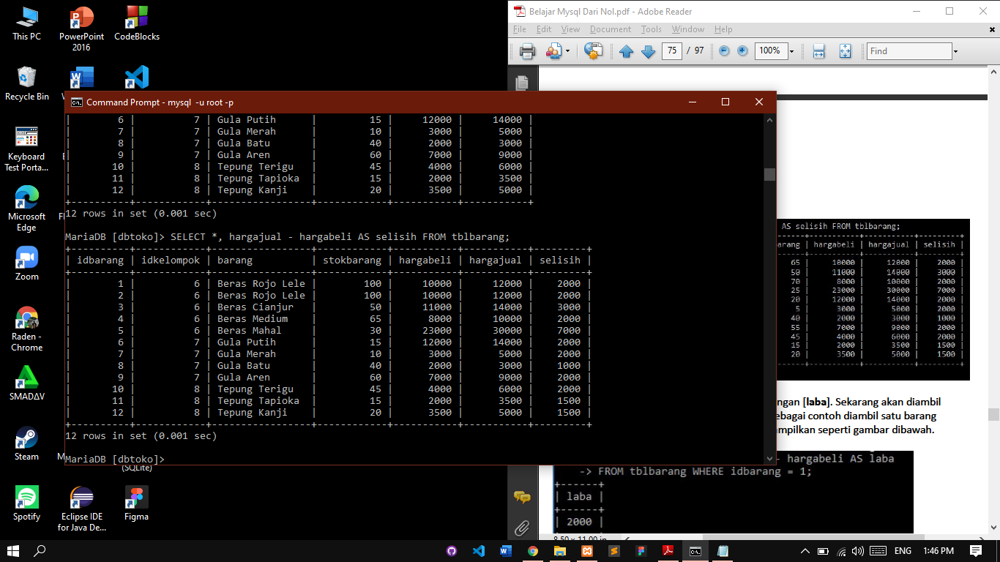 This PC
PowerPoint
2016
CodeBlocks
Recycle Bin
Keyboard
Test Porta...
Microsoft
Edge
Zoom
Raden -
Chrome
SMADΔV
Steam
(SQLite)
Spotify
Eclipse IDE
for Java De...
Figma
Belajar Mysql Dari Nol.pdf - Adobe Reader
File Edit View Document Tools Window Help
75 / 97 100% Find
Command Prompt - mysql -u root -p
| 6 | 7 | Gula Putih | 15 | 12000 | 14000 |
| 7 | 7 | Gula Merah | 10 | 3000 | 5000 |
| 8 | 7 | Gula Batu | 40 | 2000 | 3000 |
| 9 | 7 | Gula Aren | 60 | 7000 | 9000 |
| 10 | 8 | Tepung Terigu | 45 | 4000 | 6000 |
| 11 | 8 | Tepung Tapioka | 15 | 2000 | 3500 |
| 12 | 8 | Tepung Kanji | 20 | 3500 | 5000 |
+----------+------------+----------------+------------+-----------+-----------+
12 rows in set (0.001 sec)
MariaDB [dbtoko]> SELECT *, hargajual - hargabeli AS selisih FROM tblbarang;
+----------+------------+-----------------+------------+-----------+-----------+---------+
| idbarang | idkelompok | barang | stokbarang | hargabeli | hargajual | selisih |
+----------+------------+-----------------+------------+-----------+-----------+---------+
| 1 | 6 | Beras Rojo Lele | 100 | 10000 | 12000 | 2000 |
| 2 | 6 | Beras Rojo Lele | 100 | 10000 | 12000 | 2000 |
| 3 | 6 | Beras Cianjur | 50 | 11000 | 14000 | 3000 |
| 4 | 6 | Beras Medium | 65 | 8000 | 10000 | 2000 |
| 5 | 6 | Beras Mahal | 30 | 23000 | 30000 | 7000 |
| 6 | 7 | Gula Putih | 15 | 12000 | 14000 | 2000 |
| 7 | 7 | Gula Merah | 10 | 3000 | 5000 | 2000 |
| 8 | 7 | Gula Batu | 40 | 2000 | 3000 | 1000 |
| 9 | 7 | Gula Aren | 60 | 7000 | 9000 | 2000 |
| 10 | 8 | Tepung Terigu | 45 | 4000 | 6000 | 2000 |
| 11 | 8 | Tepung Tapioka | 15 | 2000 | 3500 | 1500 |
| 12 | 8 | Tepung Kanji | 20 | 3500 | 5000 | 1500 |
+----------+------------+-----------------+------------+-----------+-----------+---------+
12 rows in set (0.001 sec)
MariaDB [dbtoko]>
AS selisih FROM tblbarang;
arang | hargabeli | hargajual | selisih |
65 | 10000 | 12000 | 2000 |
50 | 11000 | 14000 | 3000 |
70 | 8000 | 10000 | 2000 |
25 | 23000 | 30000 | 7000 |
20 | 12000 | 14000 | 2000 |
5 | 3000 | 5000 | 2000 |
40 | 2000 | 3000 | 1000 |
55 | 7000 | 9000 | 2000 |
45 | 4000 | 6000 | 2000 |
15 | 2000 | 3500 | 1500 |
20 | 3500 | 5000 | 1500 |
ngan [laba]. Sekarang akan diambil
ebagai contoh diambil satu barang
mpilkan seperti gambar dibawah.
- hargabeli AS laba
-> FROM tblbarang WHERE idbarang = 1;
+------+
| laba |
+------+
| 2000 |
8.50 x 11.00 in
ENG 1:46 PM